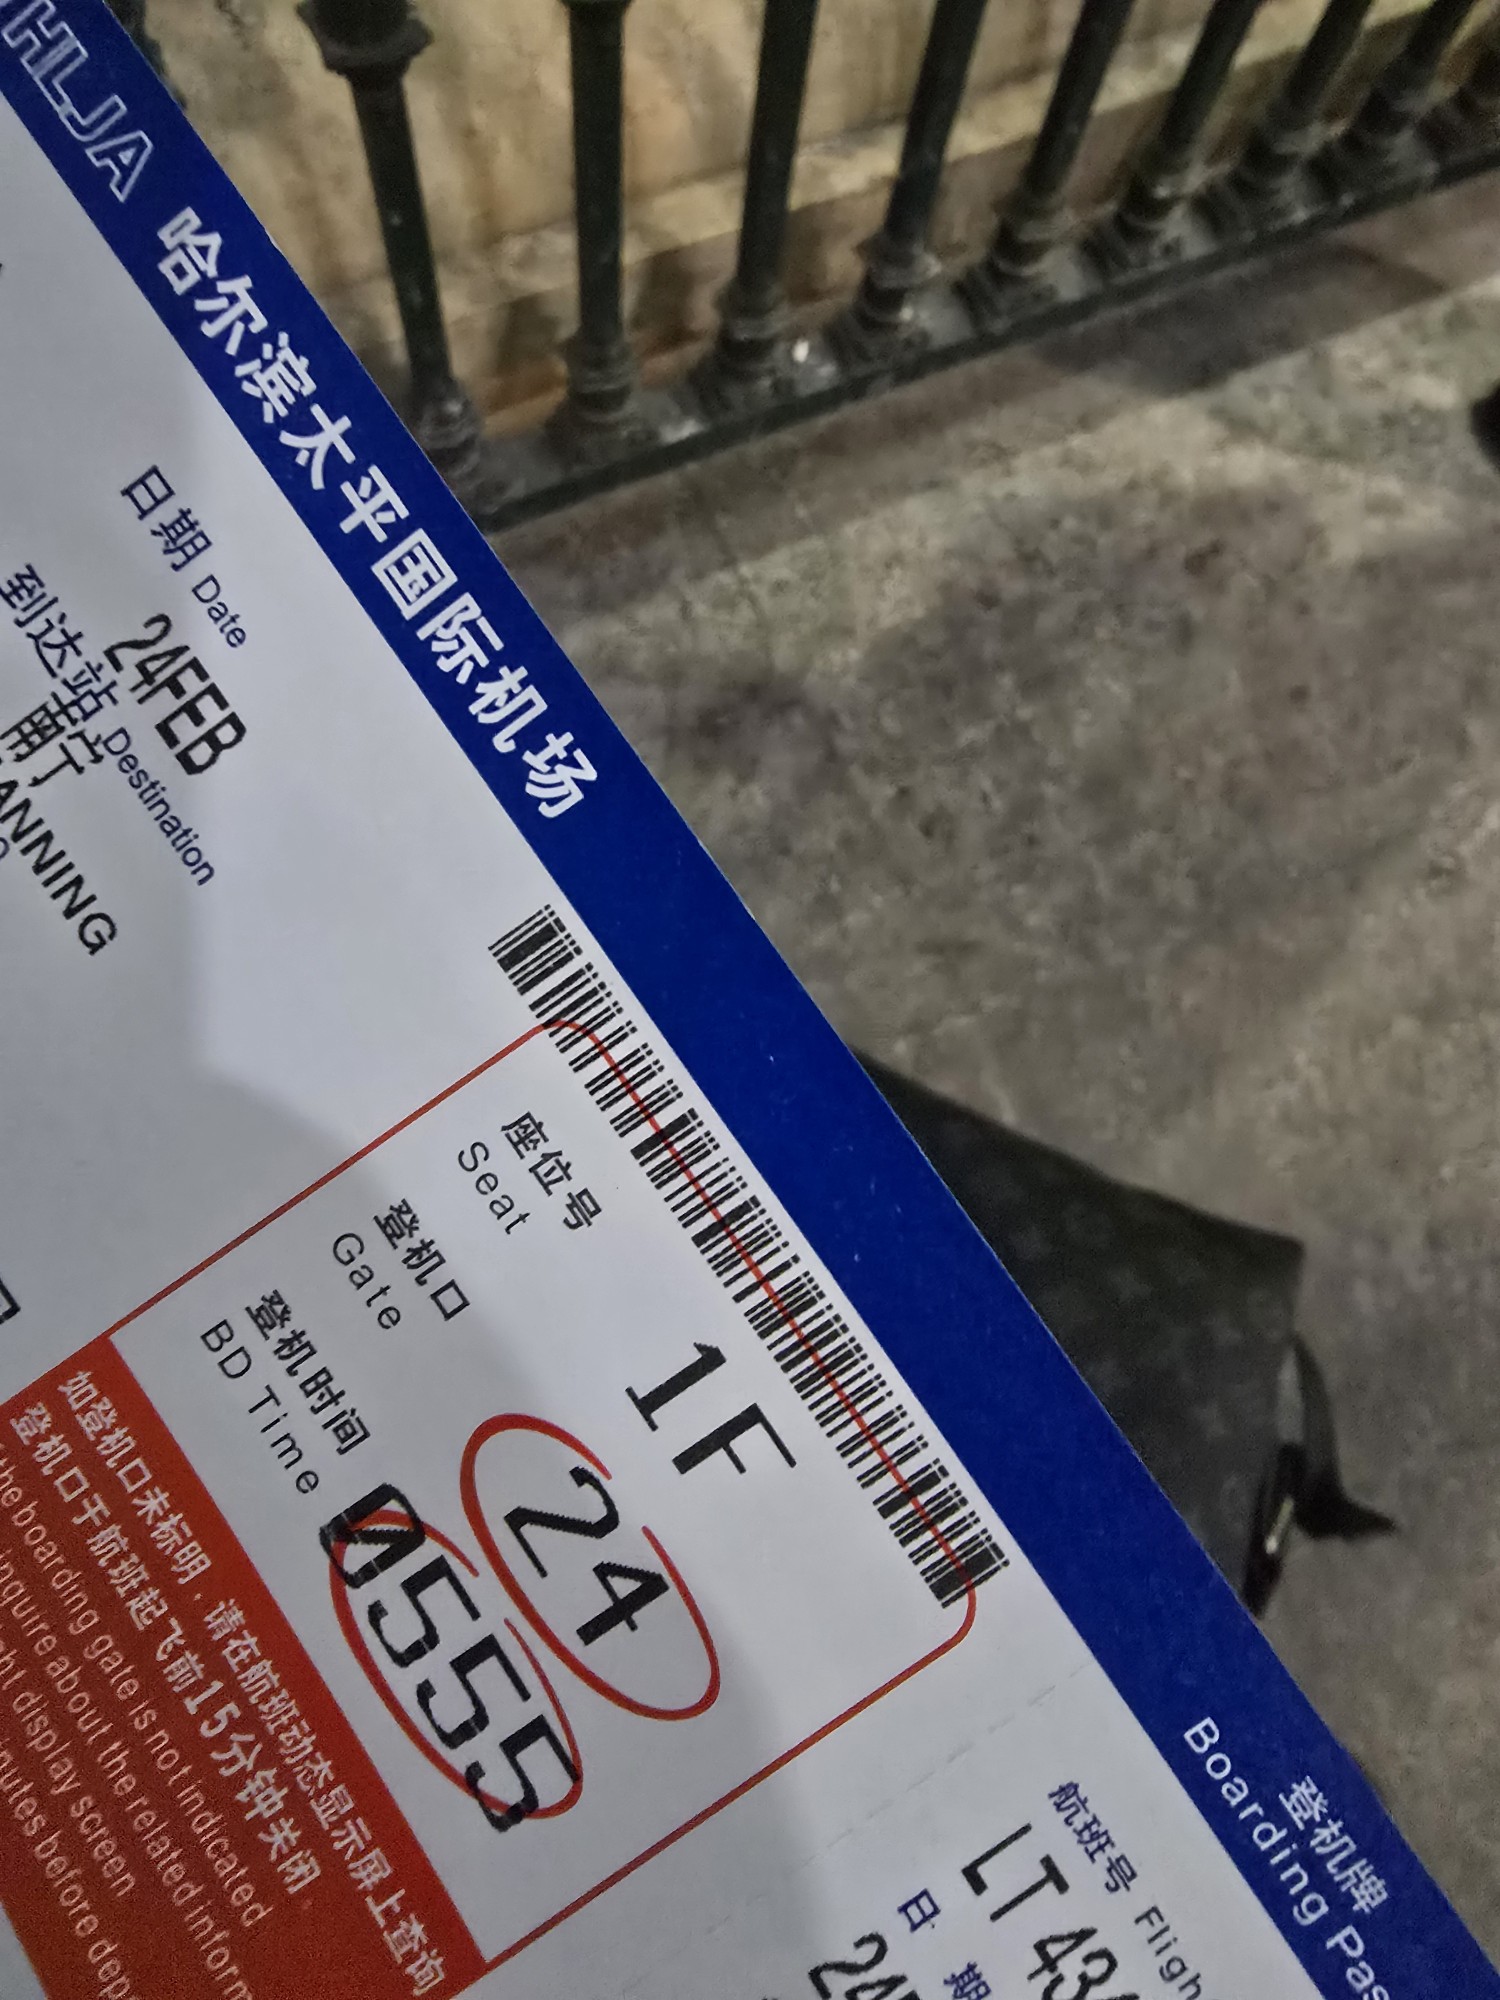 HLJA 哈尔滨太平国际机场
日期 Date
24FEB
到达站 Destination
南宁
ANNING
座位号
Seat
1F
登机口
Gate
24
登机时间
BD Time
0555
如登机口未标明，请在航班动态显示屏上查询
登机口于航班起飞前15分钟关闭.
the boarding gate is not indicated
nquire about the related inform
ght display screen
nutes before dep
登机牌
Boarding Pas
航班号 Fligh
LT 43
日 期
24